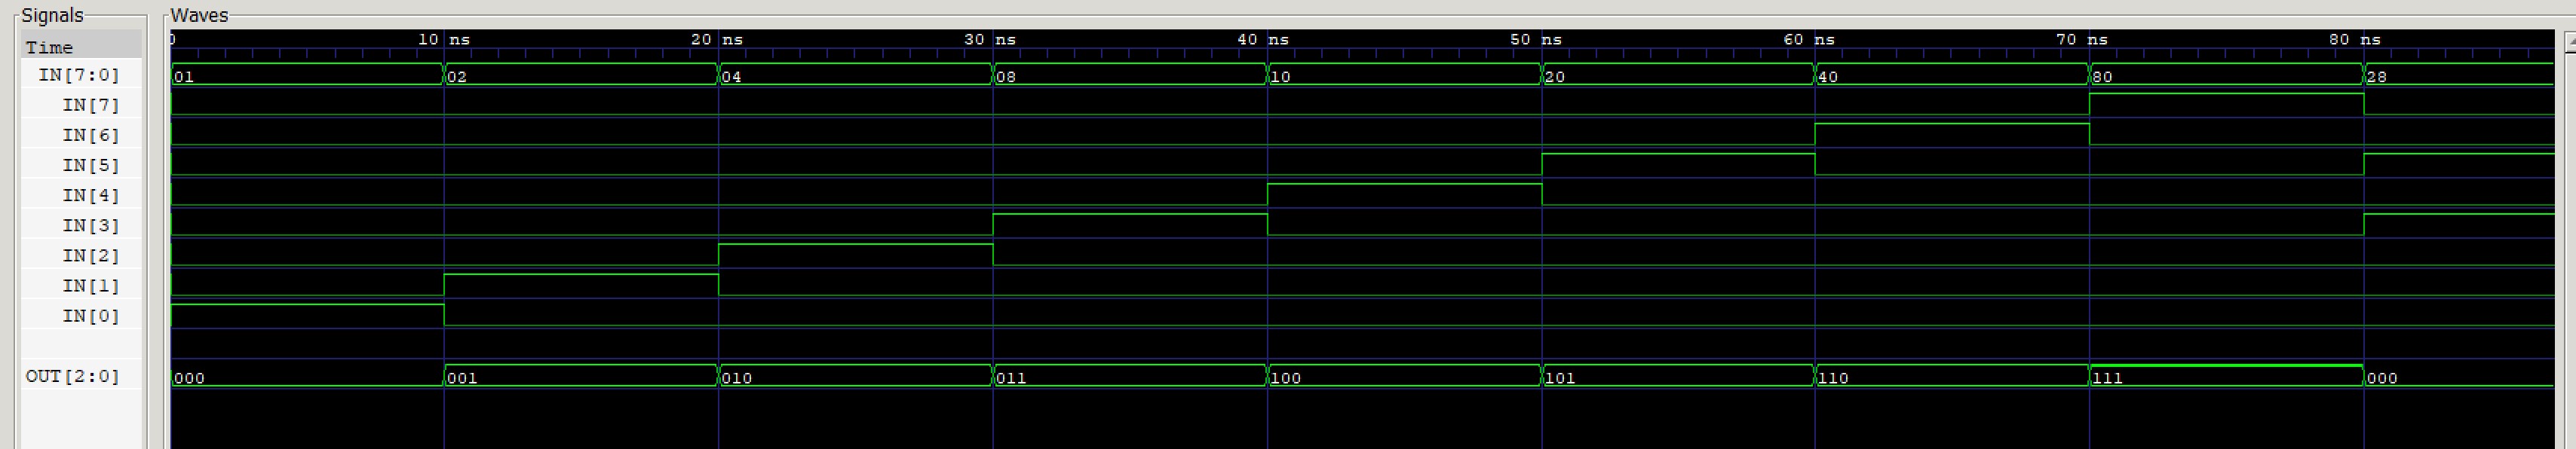 Signals Waves
Time 0 10 ns 20 ns 30 ns 40 ns 50 ns 60 ns 70 ns 80 ns
IN[7:0] 01 02 04 08 10 20 40 80 28
IN[7]
IN[6]
IN[5]
IN[4]
IN[3]
IN[2]
IN[1]
IN[0]
OUT[2:0] 000 001 010 011 100 101 110 111 000